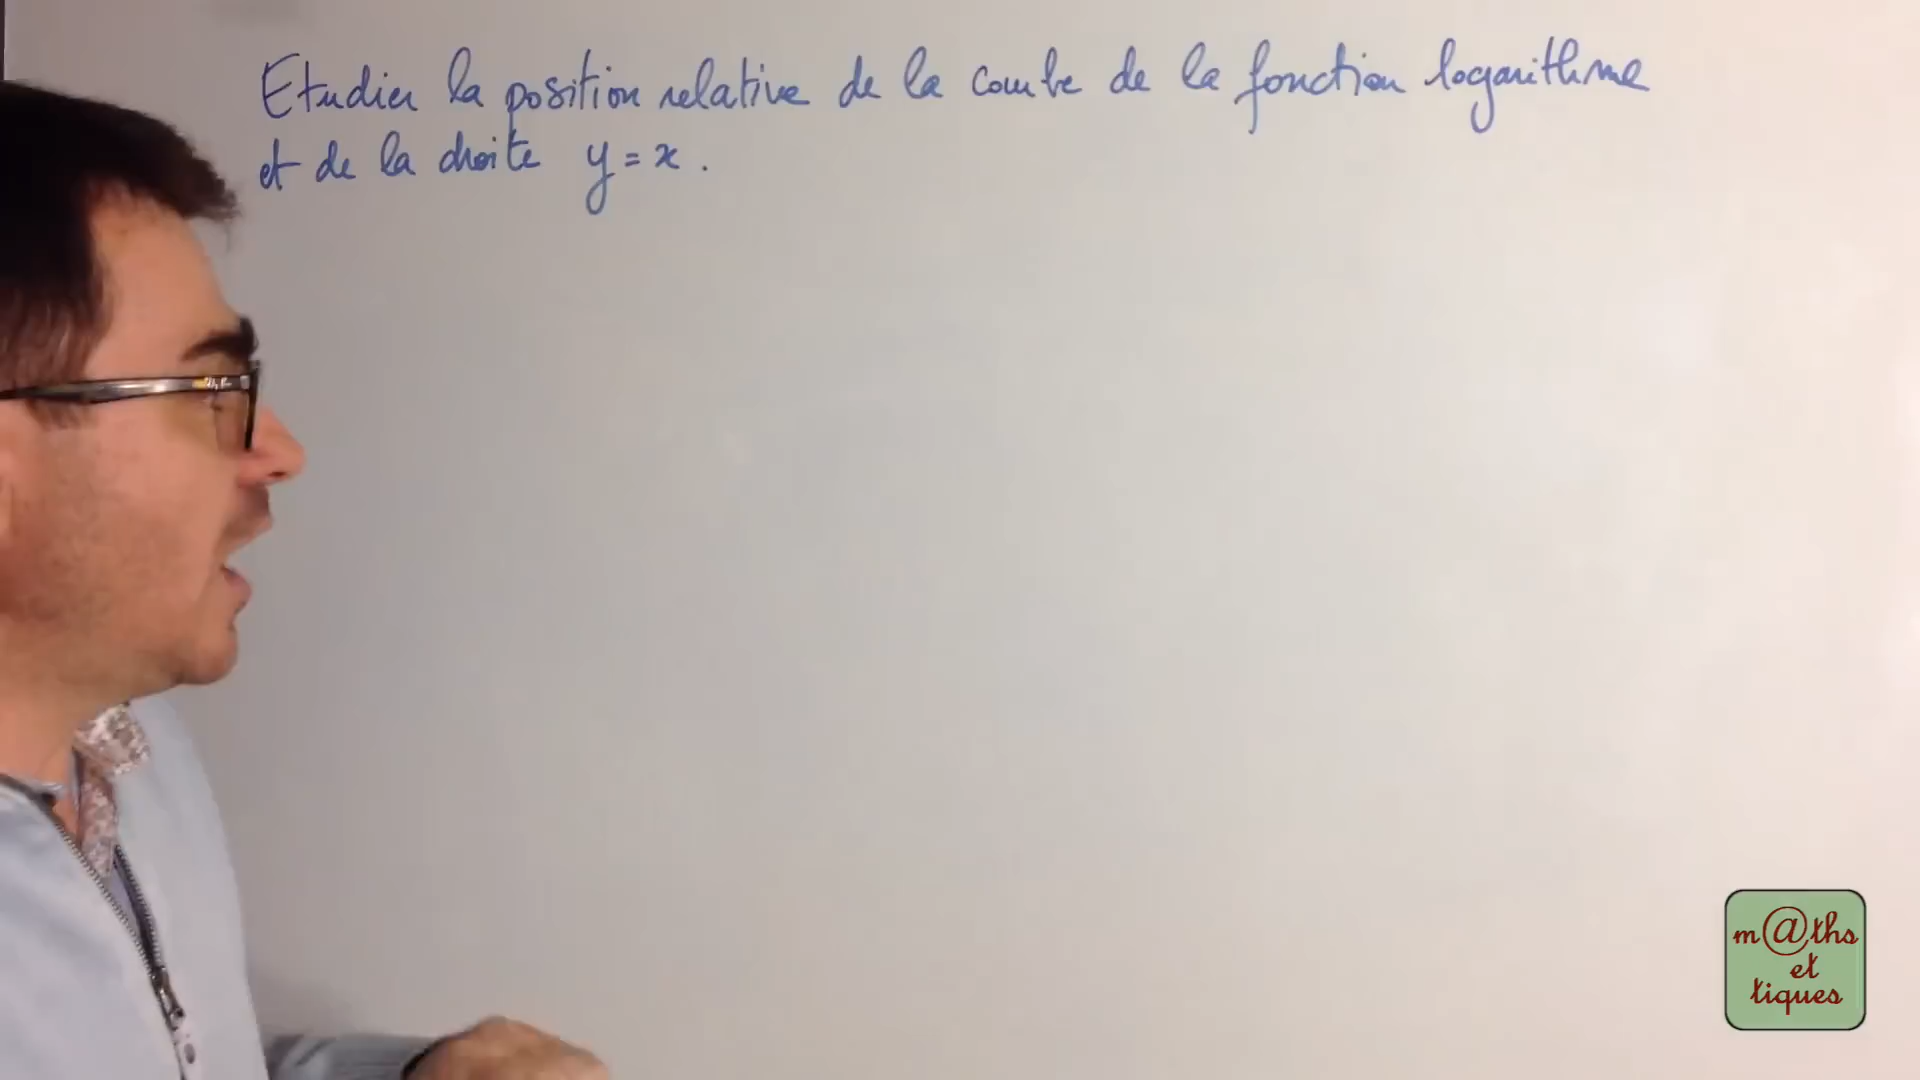 Etudier la position relative de la courbe de la fonction logarithme
et de la droite y = x .
m@ths
et
tiques